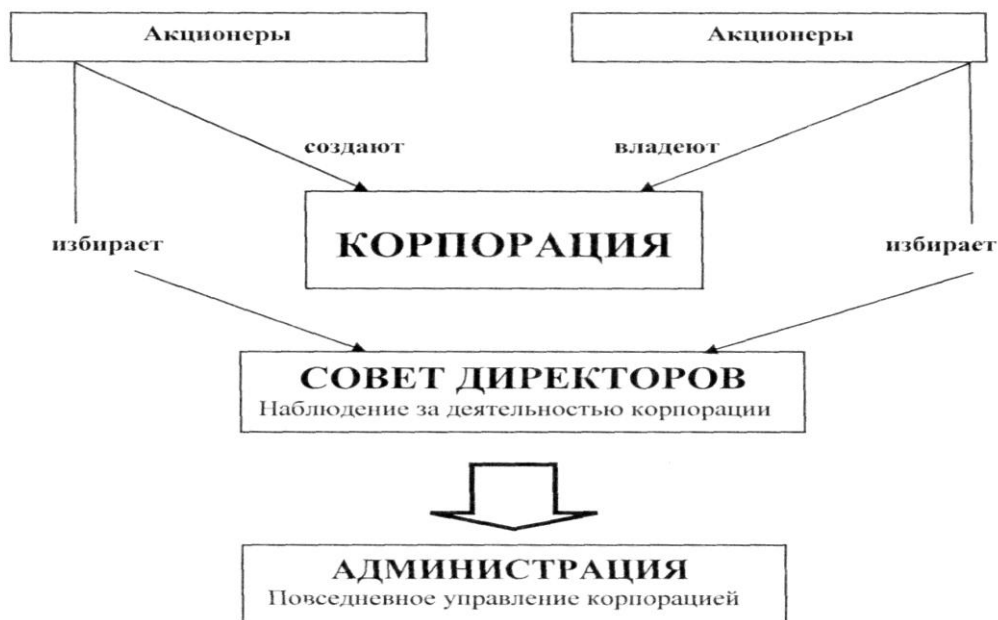 Акционеры
Акционеры
создают
владеют
КОРПОРАЦИЯ
избирает
избирает
СОВЕТ ДИРЕКТОРОВ
Наблюдение за деятельностью корпорации
АДМИНИСТРАЦИЯ
Повседневное управление корпорацией